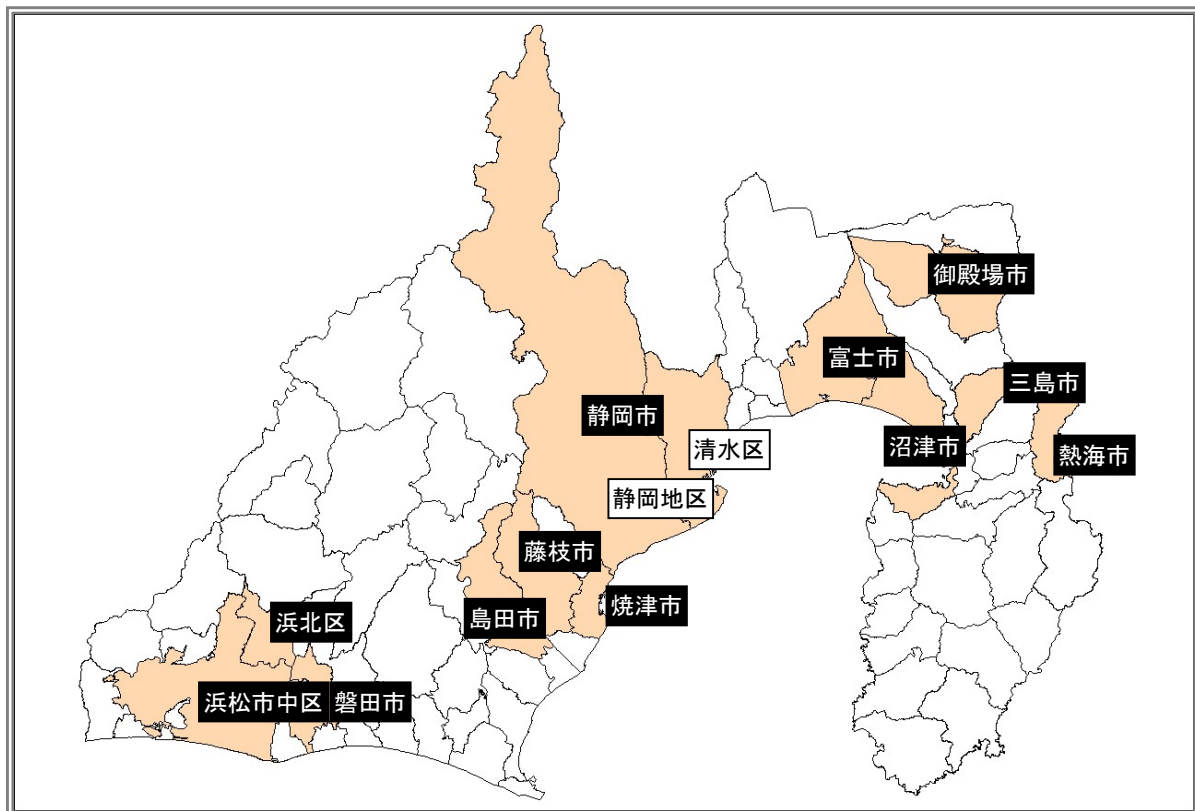 御殿場市
富士市
三島市
静岡市
沼津市
清水区
熱海市
静岡地区
藤枝市
焼津市
島田市
浜北区
浜松市中区
磐田市